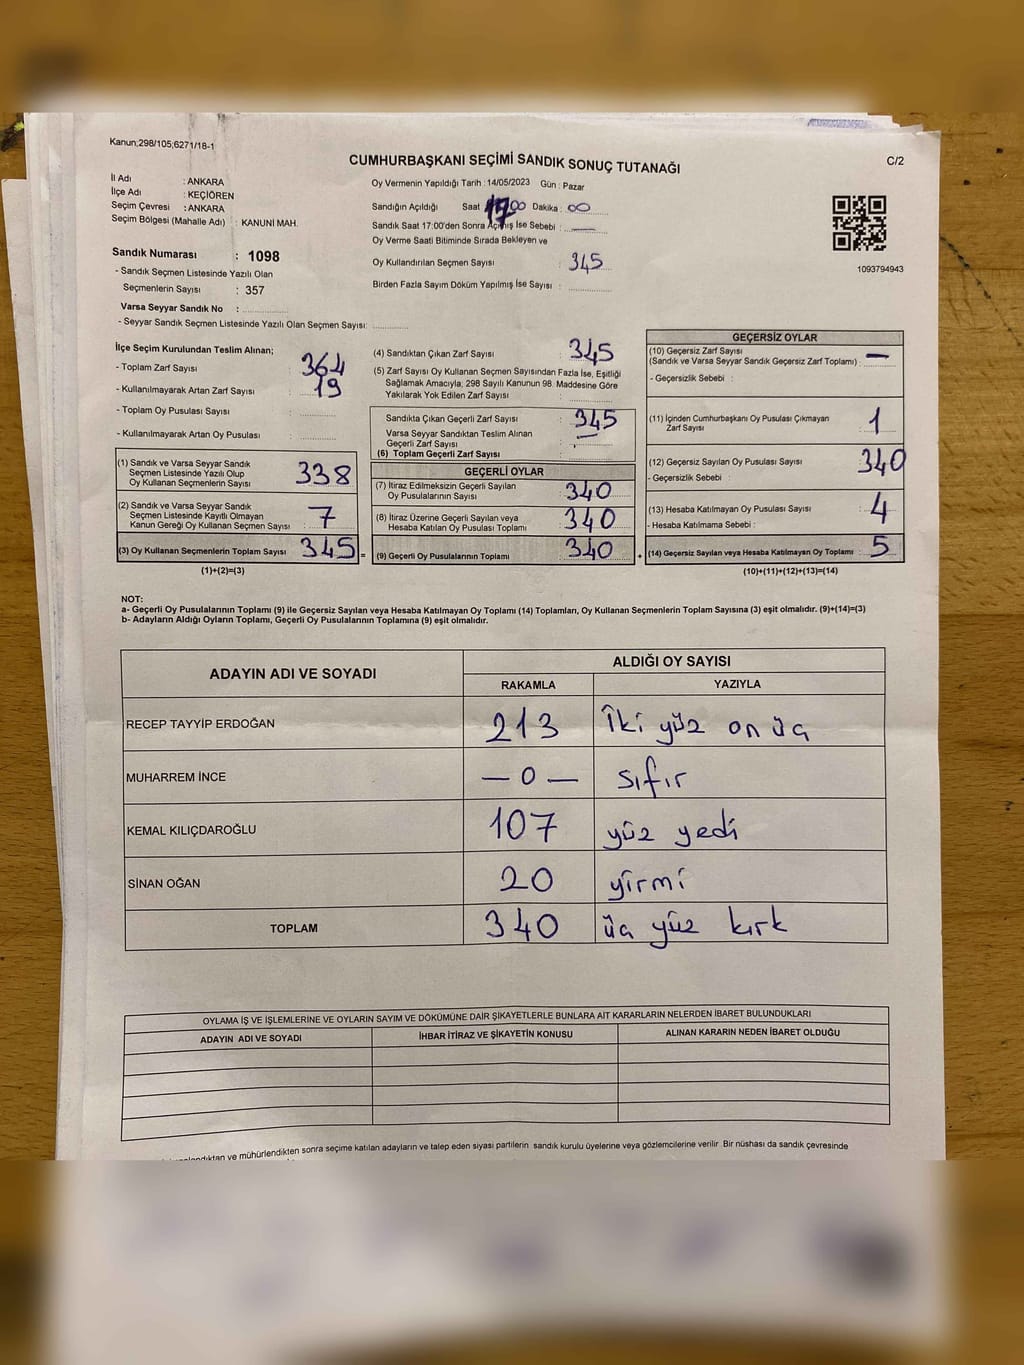 Kanun;298/105;6271/18-1
CUMHURBAŞKANI SEÇİMİ SANDIK SONUÇ TUTANAĞI
C/2
İl Adı : ANKARA
İlçe Adı : KEÇİÖREN
Seçim Çevresi : ANKARA
Seçim Bölgesi (Mahalle Adı) : KANUNİ MAH.
Sandık Numarası : 1098
- Sandık Seçmen Listesinde Yazılı Olan
Seçmenlerin Sayısı : 357
Varsa Seyyar Sandık No :
- Seyyar Sandık Seçmen Listesinde Yazılı Olan Seçmen Sayısı:
Oy Vermenin Yapıldığı Tarih : 14/05/2023 Gün : Pazar
Sandığın Açıldığı Saat 17:00 Dakika : 00
Sandık Saat 17:00'den Sonra Açılmış İse Sebebi : —
Oy Verme Saati Bitiminde Sırada Bekleyen ve
Oy Kullandırılan Seçmen Sayısı : 345
Birden Fazla Sayım Döküm Yapılmış İse Sayısı :
1093794943
İlçe Seçim Kurulundan Teslim Alınan;
- Toplam Zarf Sayısı : 364
- Kullanılmayarak Artan Zarf Sayısı : 19
- Toplam Oy Pusulası Sayısı :
- Kullanılmayarak Artan Oy Pusulası :
(1) Sandık ve Varsa Seyyar Sandık
Seçmen Listesinde Yazılı Olup
Oy Kullanan Seçmenlerin Sayısı : 338
(2) Sandık ve Varsa Seyyar Sandık
Seçmen Listesinde Kayıtlı Olmayan
Kanun Gereği Oy Kullanan Seçmen Sayısı : 7
(3) Oy Kullanan Seçmenlerin Toplam Sayısı : 345 =
(1)+(2)=(3)
(4) Sandıktan Çıkan Zarf Sayısı : 345
(5) Zarf Sayısı Oy Kullanan Seçmen Sayısından Fazla İse, Eşitliği
Sağlamak Amacıyla, 298 Sayılı Kanunun 98. Maddesine Göre
Yakılarak Yok Edilen Zarf Sayısı :
Sandıkta Çıkan Geçerli Zarf Sayısı : 345
Varsa Seyyar Sandıktan Teslim Alınan
Geçerli Zarf Sayısı : —
(6) Toplam Geçerli Zarf Sayısı :
GEÇERLİ OYLAR
(7) İtiraz Edilmeksizin Geçerli Sayılan
Oy Pusulalarının Sayısı : 340
(8) İtiraz Üzerine Geçerli Sayılan veya
Hesaba Katılan Oy Pusulası Toplamı : 340
(9) Geçerli Oy Pusulalarının Toplamı : 340 +
GEÇERSİZ OYLAR
(10) Geçersiz Zarf Sayısı
(Sandık ve Varsa Seyyar Sandık Geçersiz Zarf Toplamı) : —
- Geçersizlik Sebebi :
(11) İçinden Cumhurbaşkanı Oy Pusulası Çıkmayan
Zarf Sayısı : 1
(12) Geçersiz Sayılan Oy Pusulası Sayısı : 340
- Geçersizlik Sebebi :
(13) Hesaba Katılmayan Oy Pusulası Sayısı : 4
- Hesaba Katılmama Sebebi :
(14) Geçersiz Sayılan veya Hesaba Katılmayan Oy Toplamı : 5
(10)+(11)+(12)+(13)=(14)
NOT:
a- Geçerli Oy Pusulalarının Toplamı (9) ile Geçersiz Sayılan veya Hesaba Katılmayan Oy Toplamı (14) Toplamları, Oy Kullanan Seçmenlerin Toplam Sayısına (3) eşit olmalıdır. (9)+(14)=(3)
b- Adayların Aldığı Oyların Toplamı, Geçerli Oy Pusulalarının Toplamına (9) eşit olmalıdır.
ADAYIN ADI VE SOYADI ALDIĞI OY SAYISI
RAKAMLA YAZIYLA
RECEP TAYYİP ERDOĞAN 213 İki yüz on üç
MUHARREM İNCE — 0 — sıfır
KEMAL KILIÇDAROĞLU 107 yüz yedi
SİNAN OĞAN 20 yirmi
TOPLAM 340 üç yüz kırk
OYLAMA İŞ VE İŞLEMLERİNE VE OYLARIN SAYIM VE DÖKÜMÜNE DAİR ŞİKAYETLERLE BUNLARA AİT KARARLARIN NELERDEN İBARET BULUNDUKLARI
ADAYIN ADI VE SOYADI İHBAR İTİRAZ VE ŞİKAYETİN KONUSU ALINAN KARARIN NEDEN İBARET OLDUĞU
ve mühürlendikten sonra seçime katılan adayların ve talep eden siyasi partilerin sandık kurulu üyelerine veya gözlemcilerine verilir. Bir nüshası da sandık çevresinde